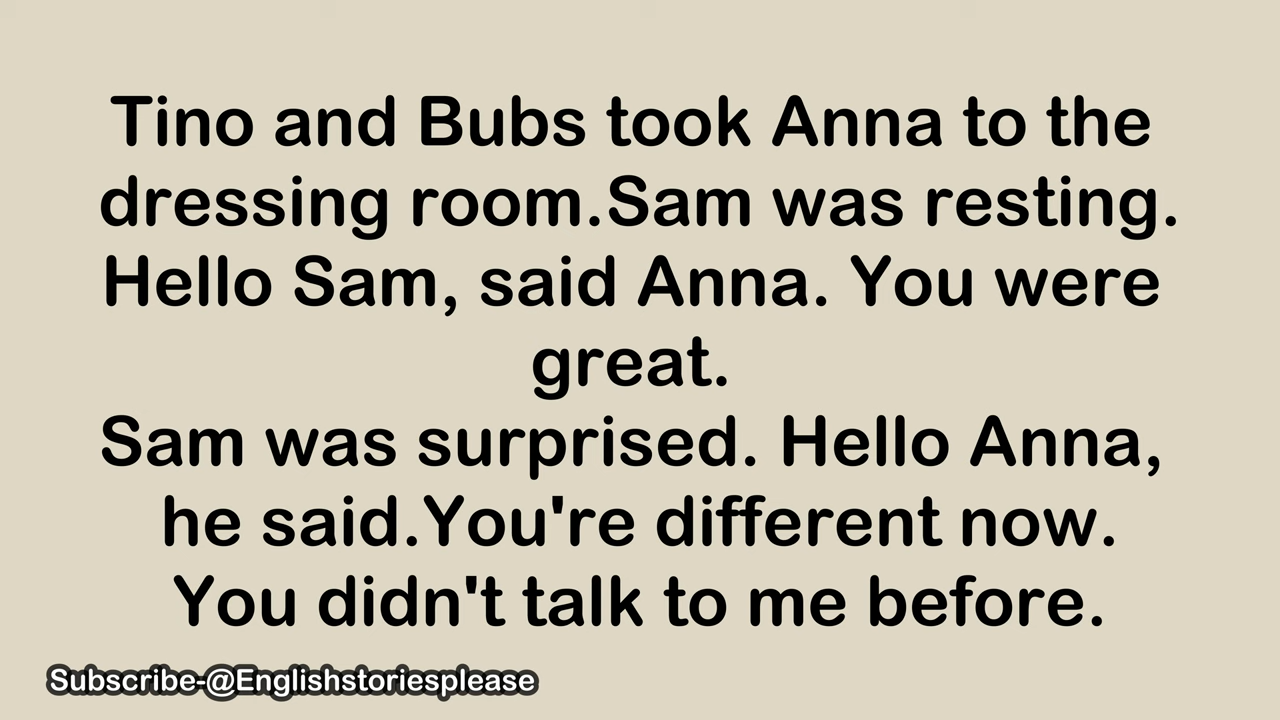 Tino and Bubs took Anna to the
dressing room.Sam was resting.
Hello Sam, said Anna. You were
great.
Sam was surprised. Hello Anna,
he said.You're different now.
You didn't talk to me before.
Subscribe-@Englishstoriesplease